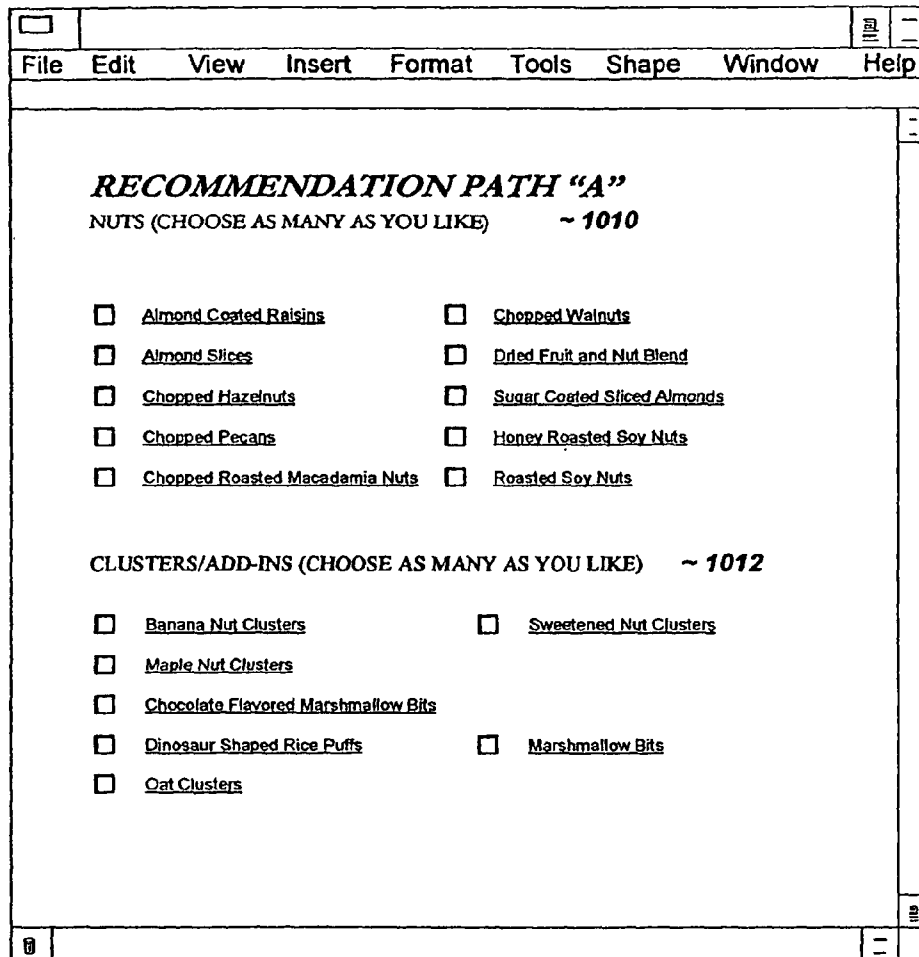 File Edit View Insert Format Tools Shape Window Help
RECOMMENDATION PATH "A"
NUTS (CHOOSE AS MANY AS YOU LIKE) ~ 1010
Almond Coated Raisins Chopped Walnuts
Almond Slices Dried Fruit and Nut Blend
Chopped Hazelnuts Sugar Coated Sliced Almonds
Chopped Pecans Honey Roasted Soy Nuts
Chopped Roasted Macadamia Nuts Roasted Soy Nuts
CLUSTERS/ADD-INS (CHOOSE AS MANY AS YOU LIKE) ~ 1012
Banana Nut Clusters Sweetened Nut Clusters
Maple Nut Clusters
Chocolate Flavored Marshmallow Bits
Dinosaur Shaped Rice Puffs Marshmallow Bits
Oat Clusters